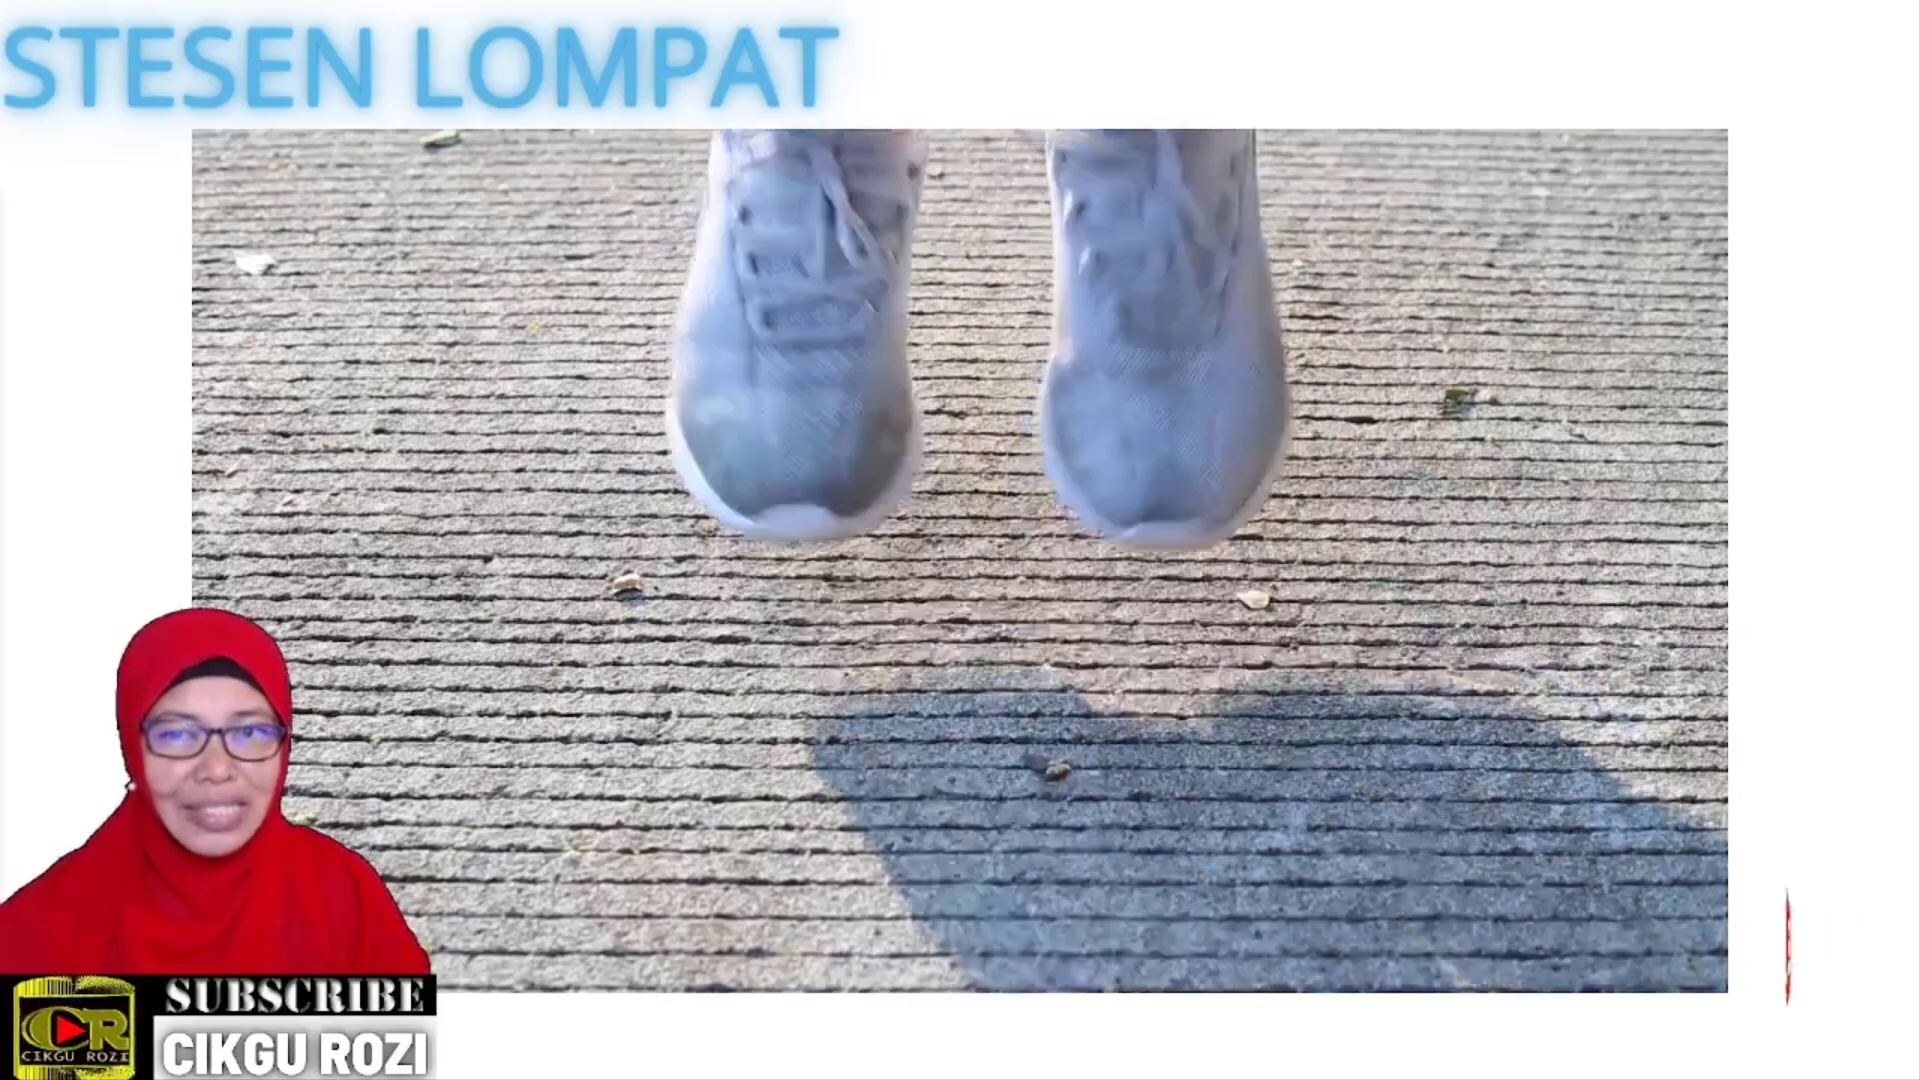 STESEN LOMPAT
SUBSCRIBE
CIKGU ROZI
CR
CIKGU ROZI